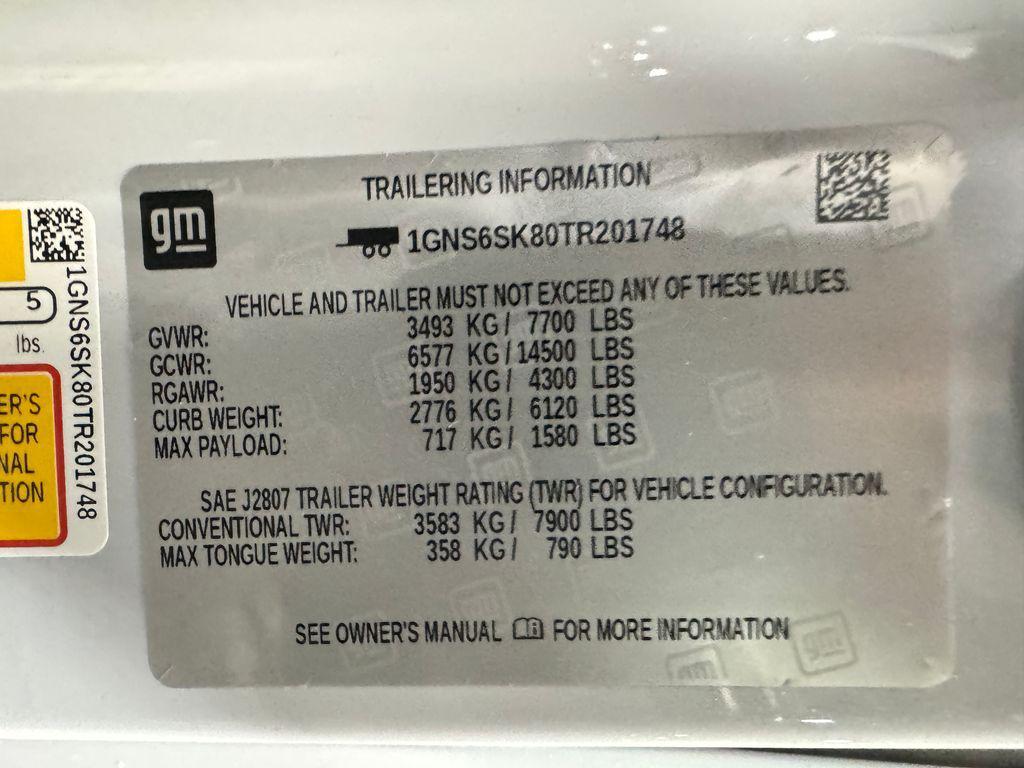 gm
TRAILERING INFORMATION
1GNS6SK80TR201748
VEHICLE AND TRAILER MUST NOT EXCEED ANY OF THESE VALUES.
GVWR: 3493 KG / 7700 LBS
GCWR: 6577 KG / 14500 LBS
RGAWR: 1950 KG / 4300 LBS
CURB WEIGHT: 2776 KG / 6120 LBS
MAX PAYLOAD: 717 KG / 1580 LBS
SAE J2807 TRAILER WEIGHT RATING (TWR) FOR VEHICLE CONFIGURATION.
CONVENTIONAL TWR: 3583 KG / 7900 LBS
MAX TONGUE WEIGHT: 358 KG / 790 LBS
SEE OWNER'S MANUAL FOR MORE INFORMATION
gm
5
lbs.
ER'S
FOR
NAL
TION
1GNS6SK80TR201748